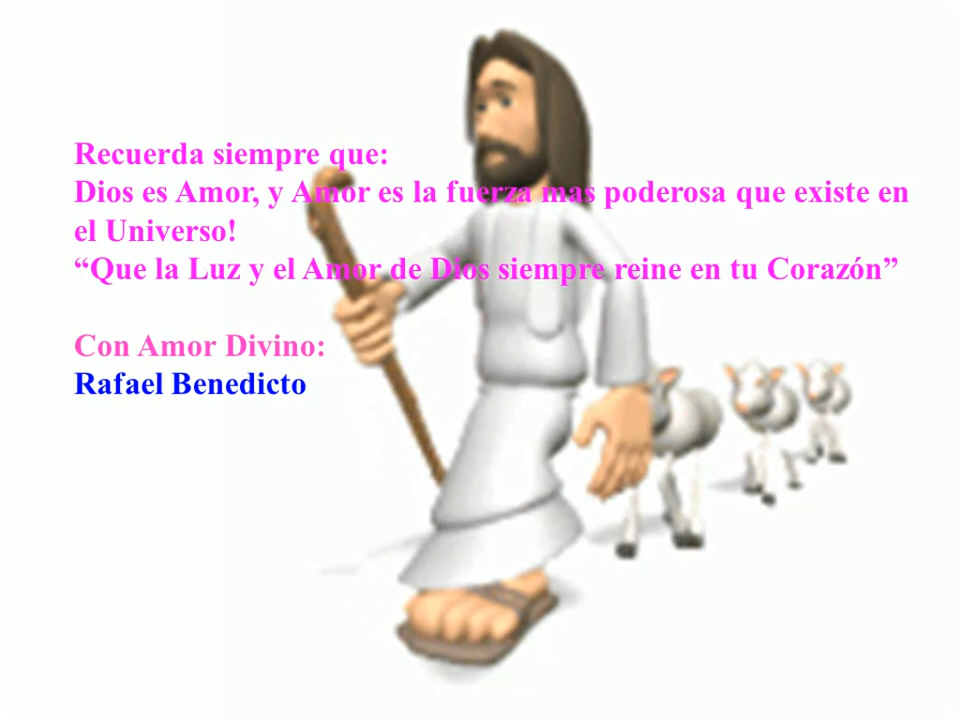 Recuerda siempre que:
Dios es Amor, y Amor es la fuerza mas poderosa que existe en
el Universo!
“Que la Luz y el Amor de Dios siempre reine en tu Corazón”
Con Amor Divino:
Rafael Benedicto